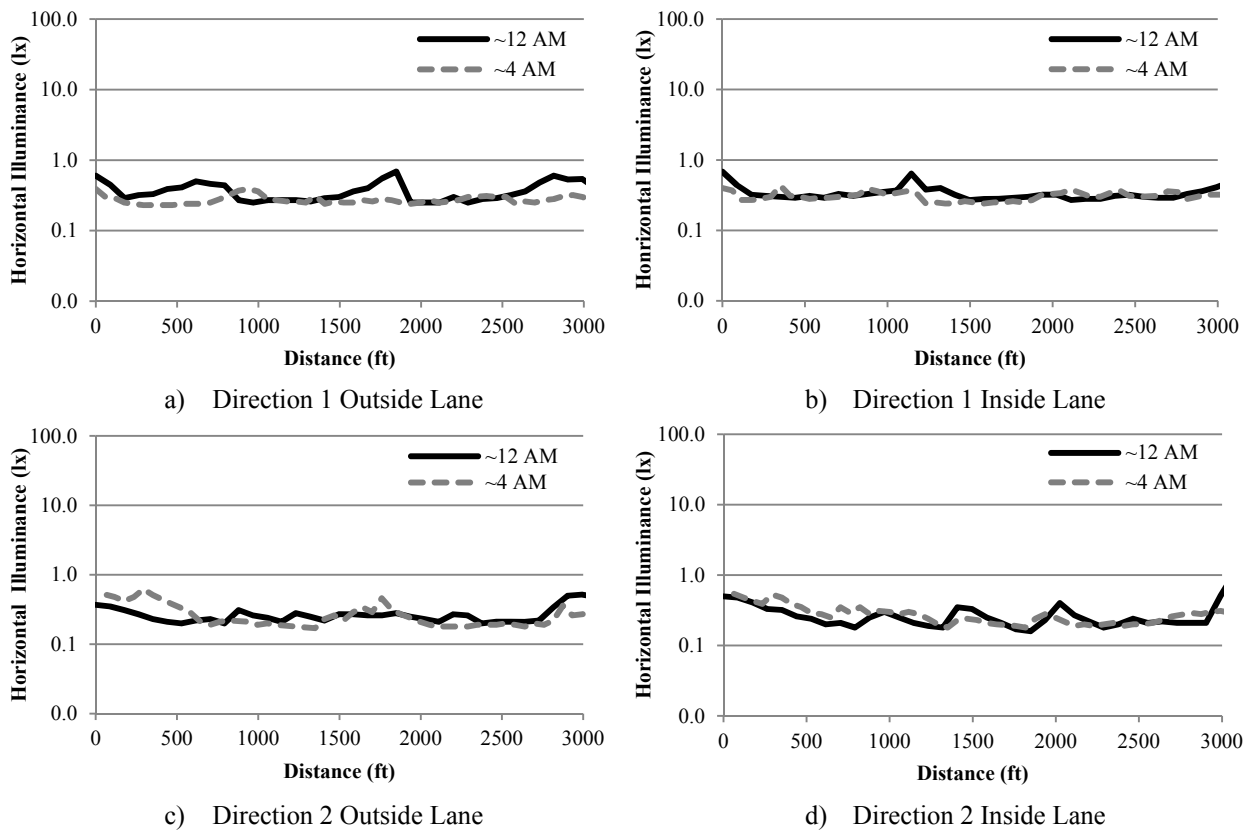 100.0
10.0
1.0
0.1
0.0
Horizontal Illuminance (lx)
~12 AM
~4 AM
0 500 1000 1500 2000 2500 3000
Distance (ft)
a) Direction 1 Outside Lane
100.0
10.0
1.0
0.1
0.0
Honrizontal Illuminance (lx)
~12 AM
~4 AM
0 500 1000 1500 2000 2500 3000
Distance (ft)
b) Direction 1 Inside Lane
100.0
10.0
1.0
0.1
0.0
Horizontal Illuminance (lx)
~12 AM
~4 AM
0 500 1000 1500 2000 2500 3000
Distance (ft)
c) Direction 2 Outside Lane
100.0
10.0
1.0
0.1
0.0
Horizontal Illuminance (lx)
~12 AM
~4 AM
0 500 1000 1500 2000 2500 3000
Distance (ft)
d) Direction 2 Inside Lane